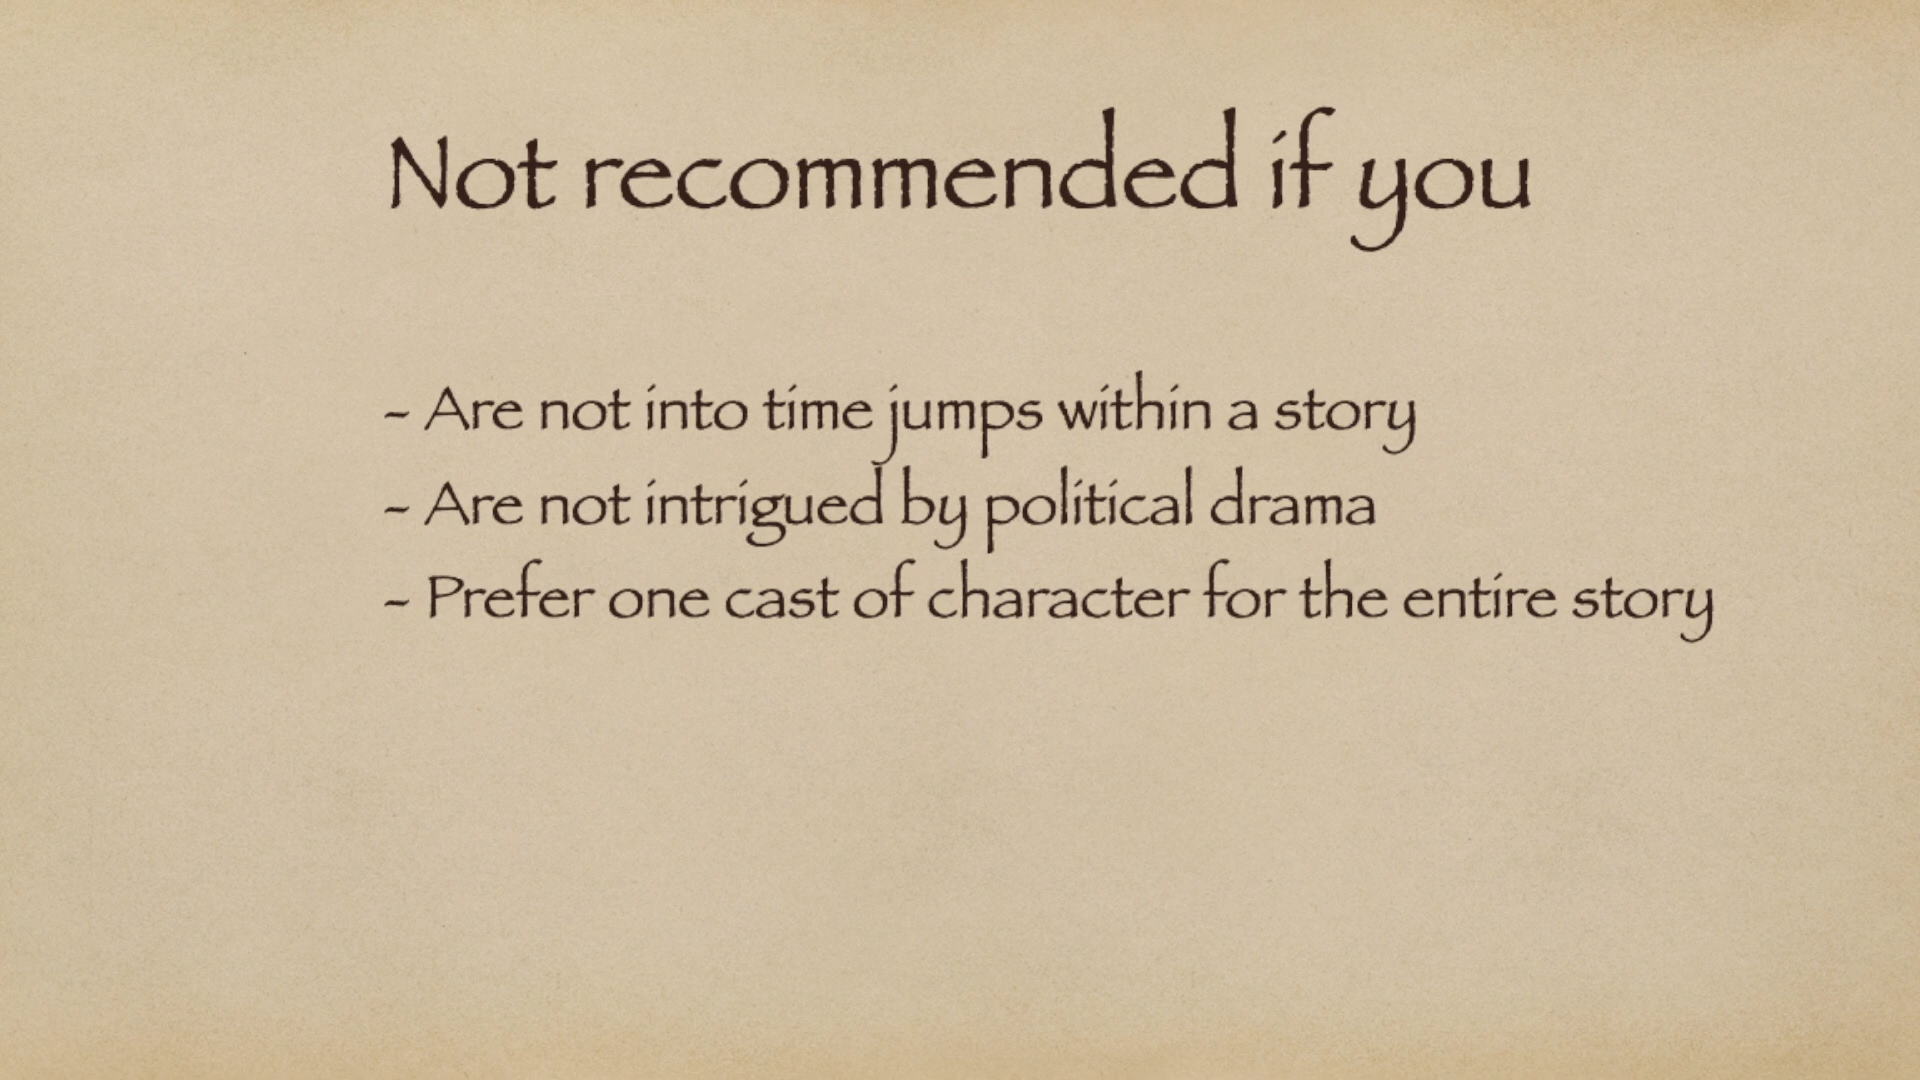 Not recommended if you
- Are not into time jumps within a story
- Are not intrigued by political drama
- Prefer one cast of character for the entire story